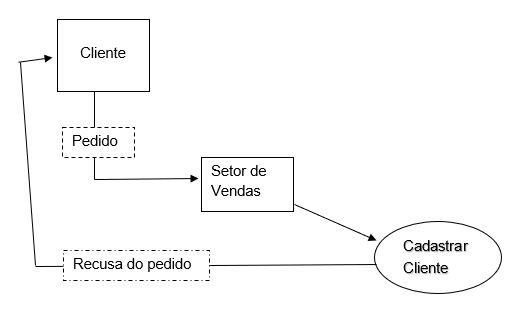 Cliente
Pedido
Setor de
Vendas
Cadastrar
Cliente
Recusa do pedido